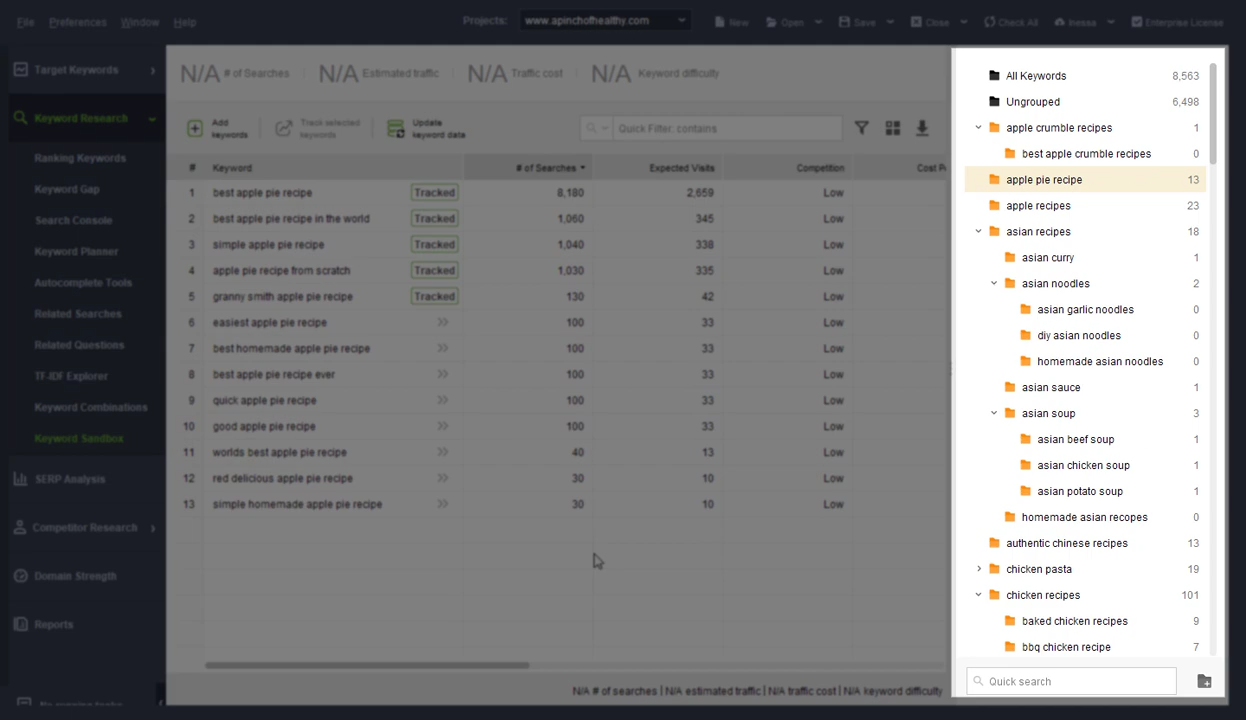 File Preferences Window Help Projects: www.apinchofhealthy.com New Open Save Close Check All Inessa Enterprise License
Target Keywords
Keyword Research
Ranking Keywords
Keyword Gap
Search Console
Keyword Planner
Autocomplete Tools
Related Searches
Related Questions
TF-IDF Explorer
Keyword Combinations
Keyword Sandbox
SERP Analysis
Competitor Research
Domain Strength
Reports
N/A # of Searches N/A Estimated traffic N/A Traffic cost N/A Keyword difficulty
Add keywords
Track selected keywords
Update keyword data
Quick Filter: contains
# Keyword # of Searches Expected Visits Competition Cost P
1 best apple pie recipe Tracked 8,180 2,659 Low
2 best apple pie recipe in the world Tracked 1,060 345 Low
3 simple apple pie recipe Tracked 1,040 338 Low
4 apple pie recipe from scratch Tracked 1,030 335 Low
5 granny smith apple pie recipe Tracked 130 42 Low
6 easiest apple pie recipe >> 100 33 Low
7 best homemade apple pie recipe >> 100 33 Low
8 best apple pie recipe ever >> 100 33 Low
9 quick apple pie recipe >> 100 33 Low
10 good apple pie recipe >> 100 33 Low
11 worlds best apple pie recipe >> 40 13 Low
12 red delicious apple pie recipe >> 30 10 Low
13 simple homemade apple pie recipe >> 30 10 Low
N/A # of searches | N/A estimated traffic | N/A traffic cost | N/A keyword difficulty
All Keywords 8,563
Ungrouped 6,498
apple crumble recipes 1
best apple crumble recipes 0
apple pie recipe 13
apple recipes 23
asian recipes 18
asian curry 1
asian noodles 2
asian garlic noodles 0
diy asian noodles 0
homemade asian noodles 0
asian sauce 1
asian soup 3
asian beef soup 1
asian chicken soup 1
asian potato soup 1
homemade asian recopes 0
authentic chinese recipes 13
chicken pasta 19
chicken recipes 101
baked chicken recipes 9
bbq chicken recipe 7
Quick search